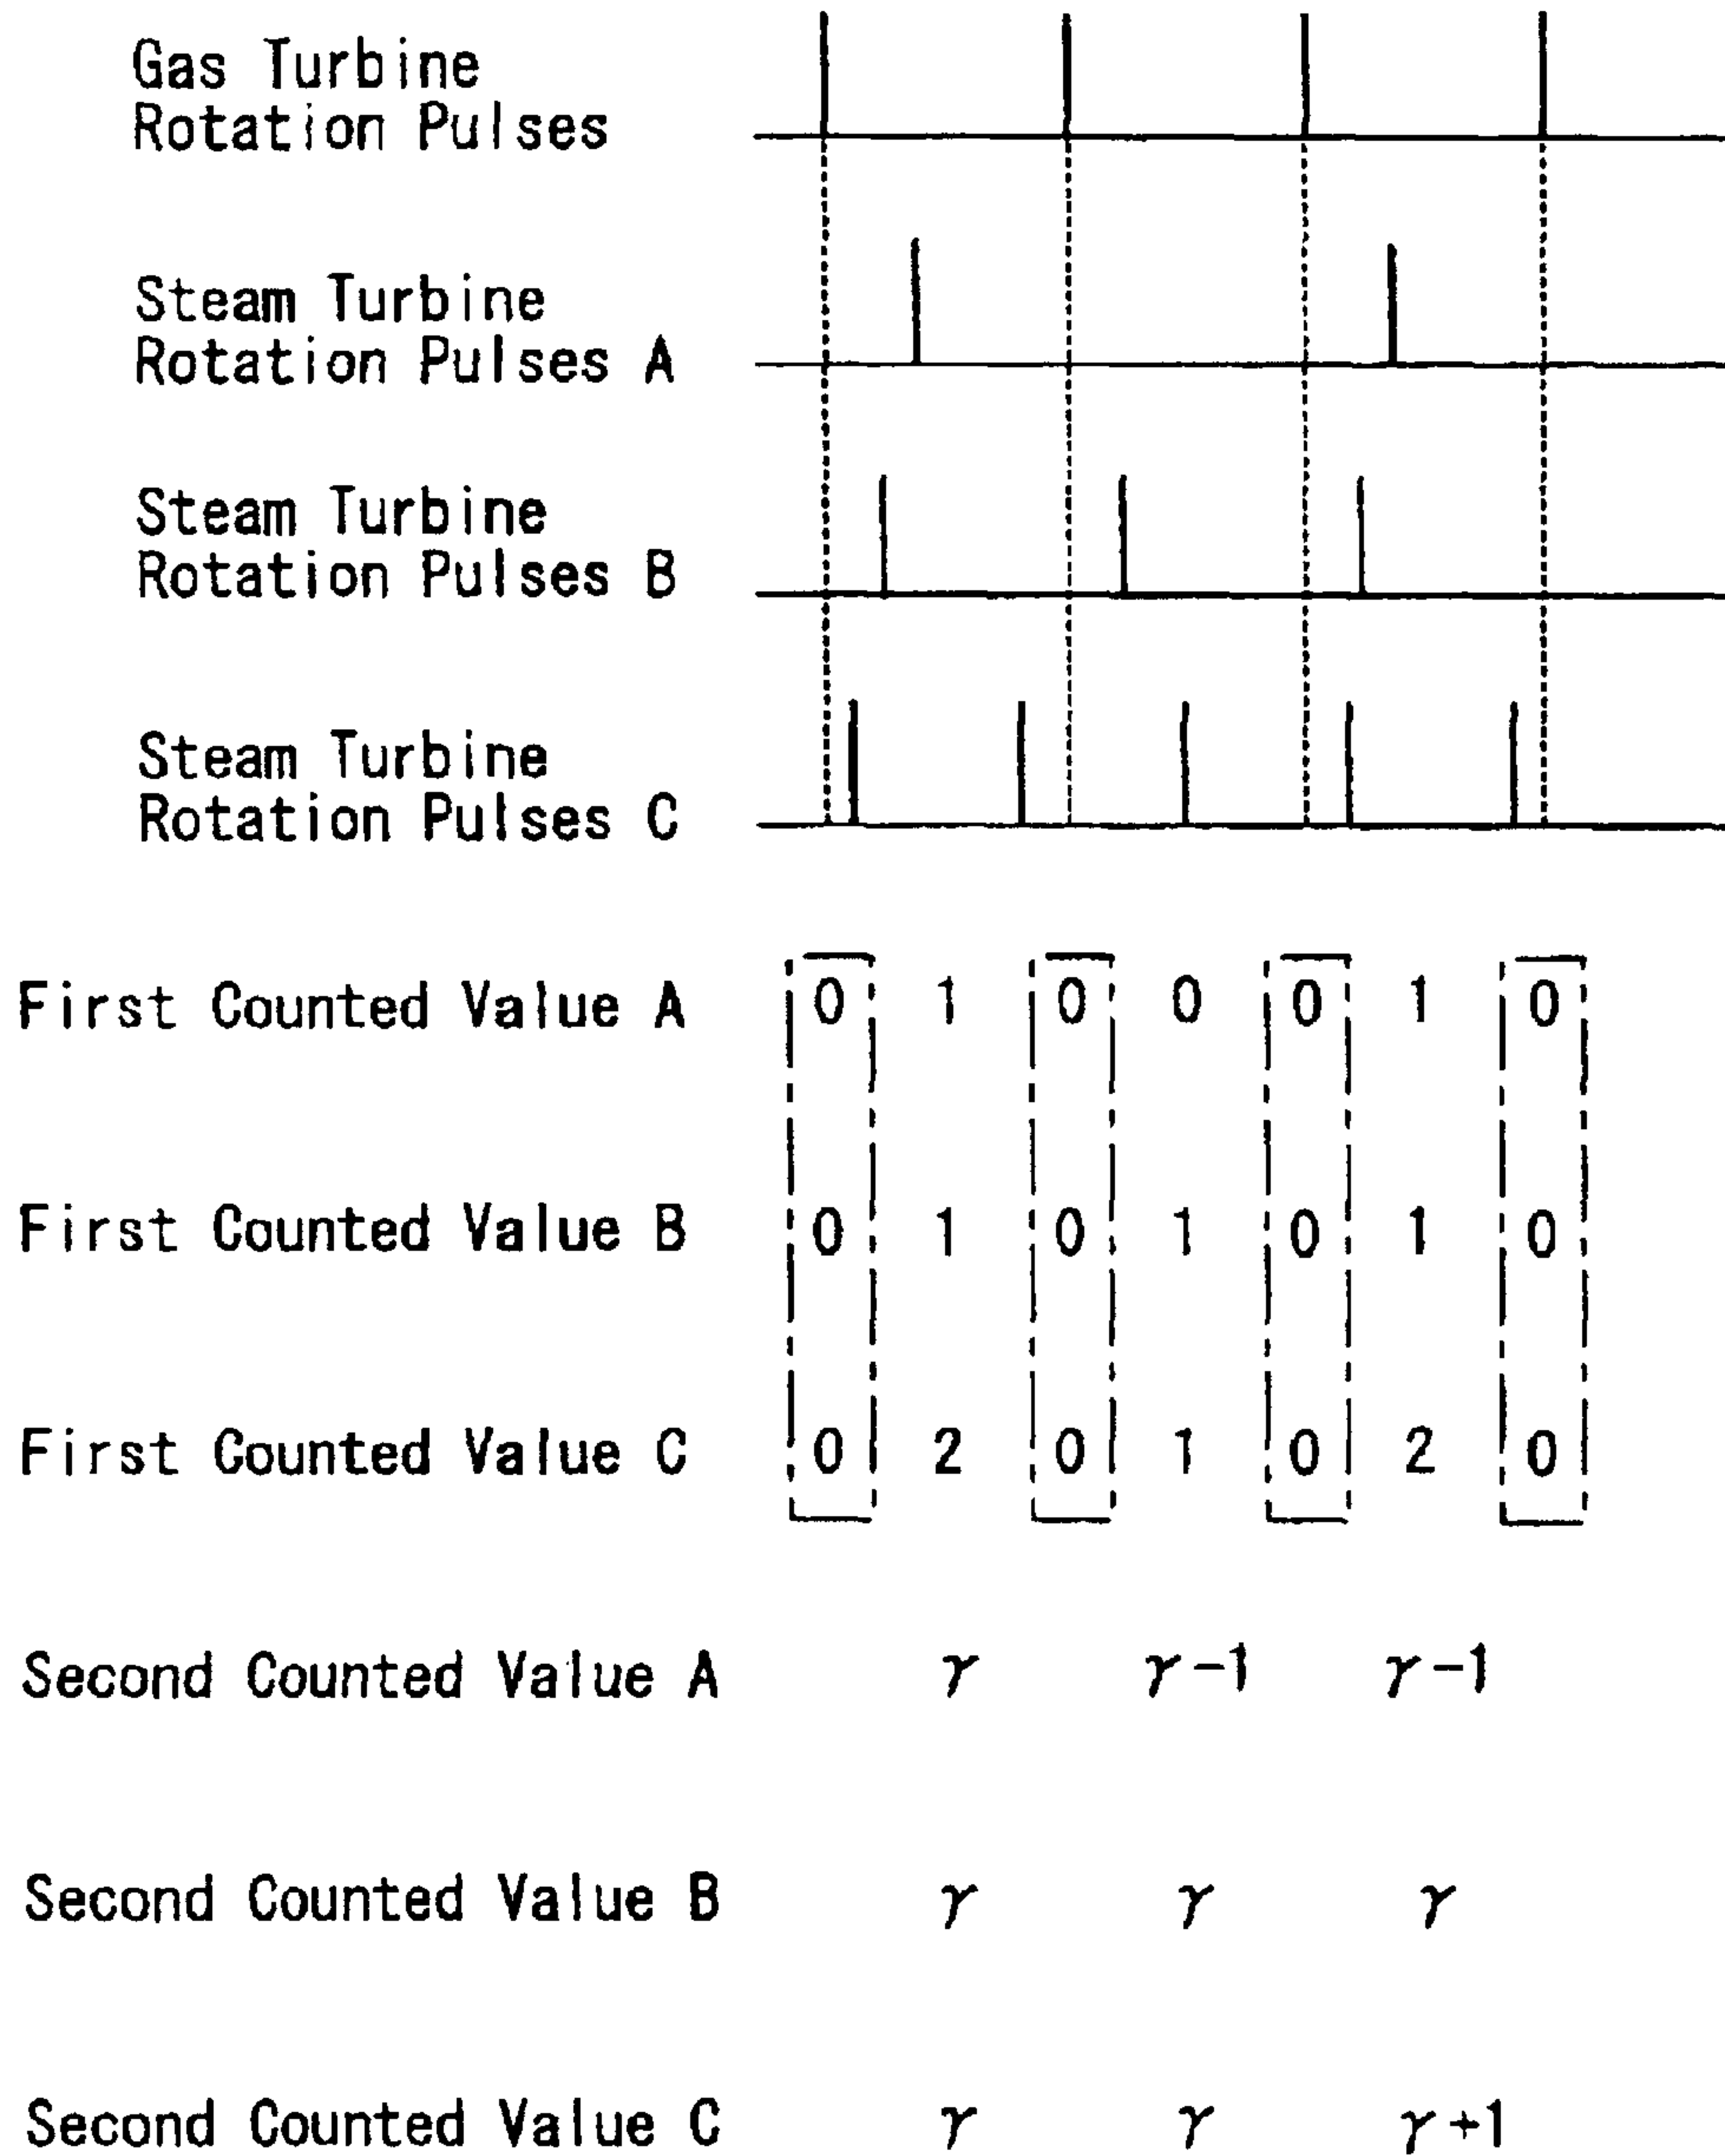 Gas Turbine
Rotation Pulses
Steam Turbine
Rotation Pulses A
Steam Turbine
Rotation Pulses B
Steam Turbine
Rotation Pulses C
First Counted Value A 0 1 0 0 0 1 0
First Counted Value B 0 1 0 1 0 1 0
First Counted Value C 0 2 0 1 0 2 0
Second Counted Value A γ γ-1 γ-1
Second Counted Value B γ γ γ
Second Counted Value C γ γ γ+1